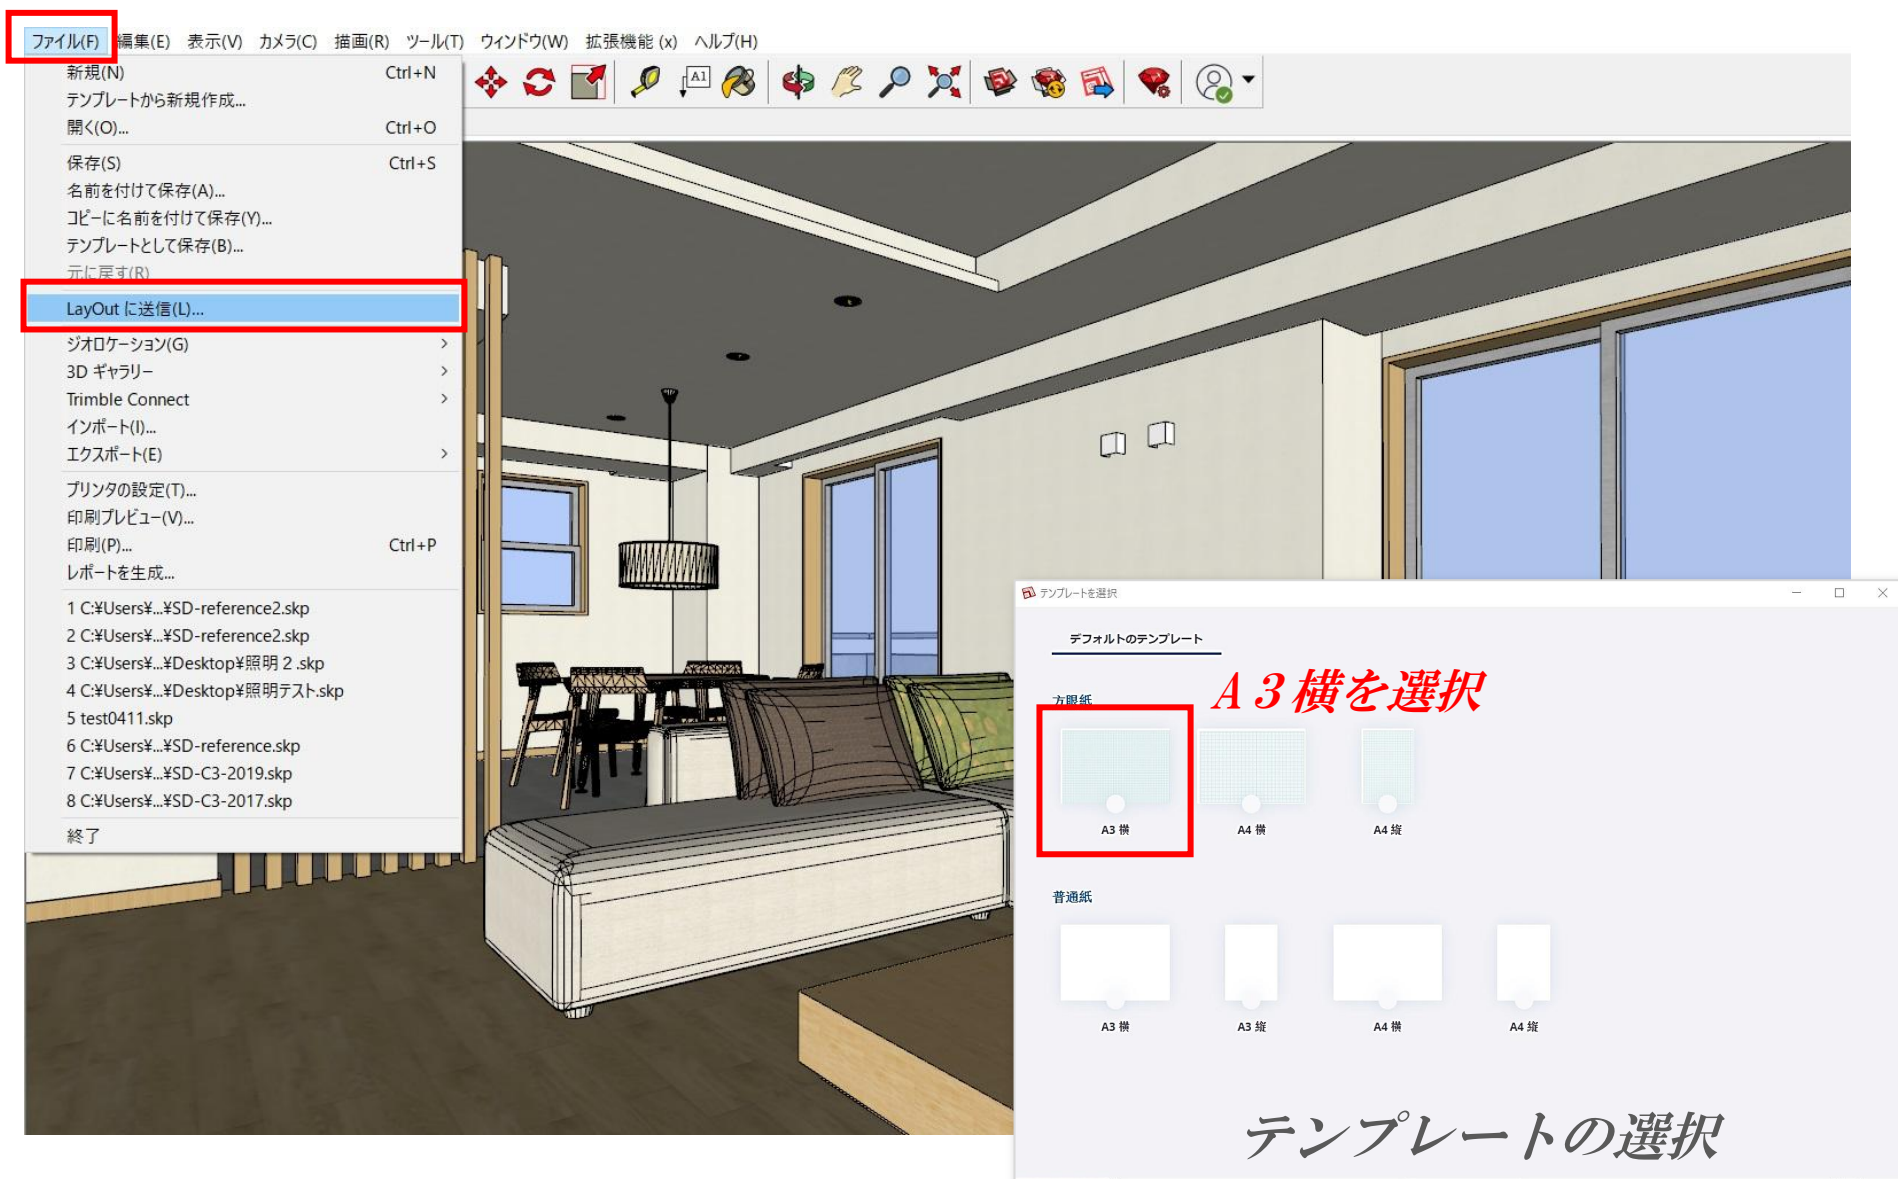 ファイル(F) 編集(E) 表示(V) カメラ(C) 描画(R) ツール(T) ウィンドウ(W) 拡張機能 (x) ヘルプ(H)
A1
新規(N) Ctrl+N
テンプレートから新規作成...
開く(O)... Ctrl+O
保存(S) Ctrl+S
名前を付けて保存(A)...
コピーに名前を付けて保存(Y)...
テンプレートとして保存(B)...
元に戻す(R)
LayOut に送信(L)...
ジオロケーション(G) >
3D ギャラリー >
Trimble Connect >
インポート(I)...
エクスポート(E) >
プリンタの設定(T)...
印刷プレビュー(V)...
印刷(P)... Ctrl+P
レポートを生成...
1 C:¥Users¥...¥SD-reference2.skp
2 C:¥Users¥...¥SD-reference2.skp
3 C:¥Users¥...¥Desktop¥照明２.skp
4 C:¥Users¥...¥Desktop¥照明テスト.skp
5 test0411.skp
6 C:¥Users¥...¥SD-reference.skp
7 C:¥Users¥...¥SD-C3-2019.skp
8 C:¥Users¥...¥SD-C3-2017.skp
終了
テンプレートを選択
デフォルトのテンプレート
Ａ３横を選択
方眼紙
A3 横 A4 横 A4 縦
普通紙
A3 横 A3 縦 A4 横 A4 縦
テンプレートの選択